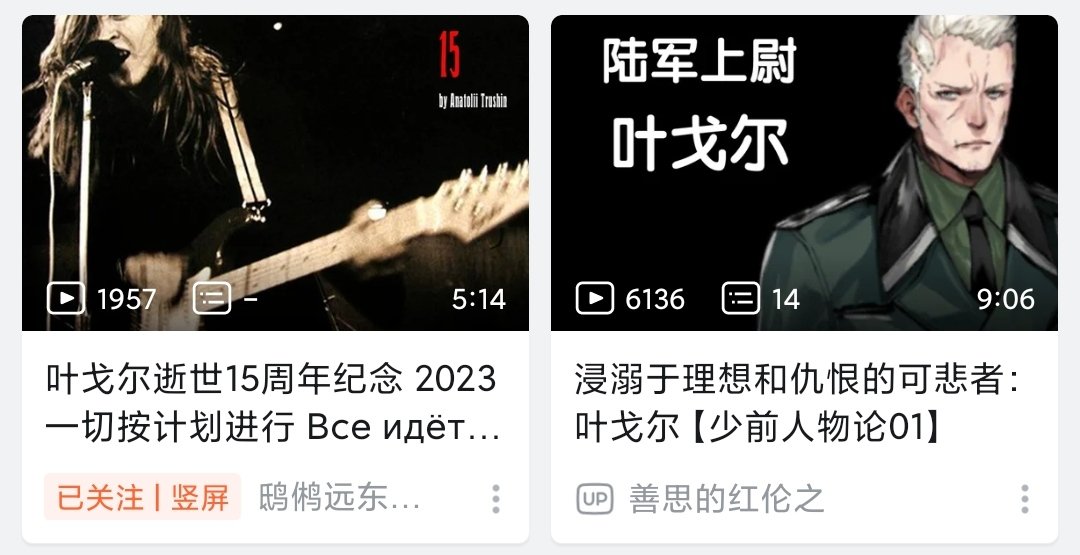 15
by Anatolii Trushin
1957
–
5:14
叶戈尔逝世15周年纪念 2023
一切按计划进行 Все идёт...
已关注 | 竖屏
鸱鸺远东...
陆军上尉
叶戈尔
6136
14
9:06
浸溺于理想和仇恨的可悲者：
叶戈尔【少前人物论01】
UP
善思的红伦之